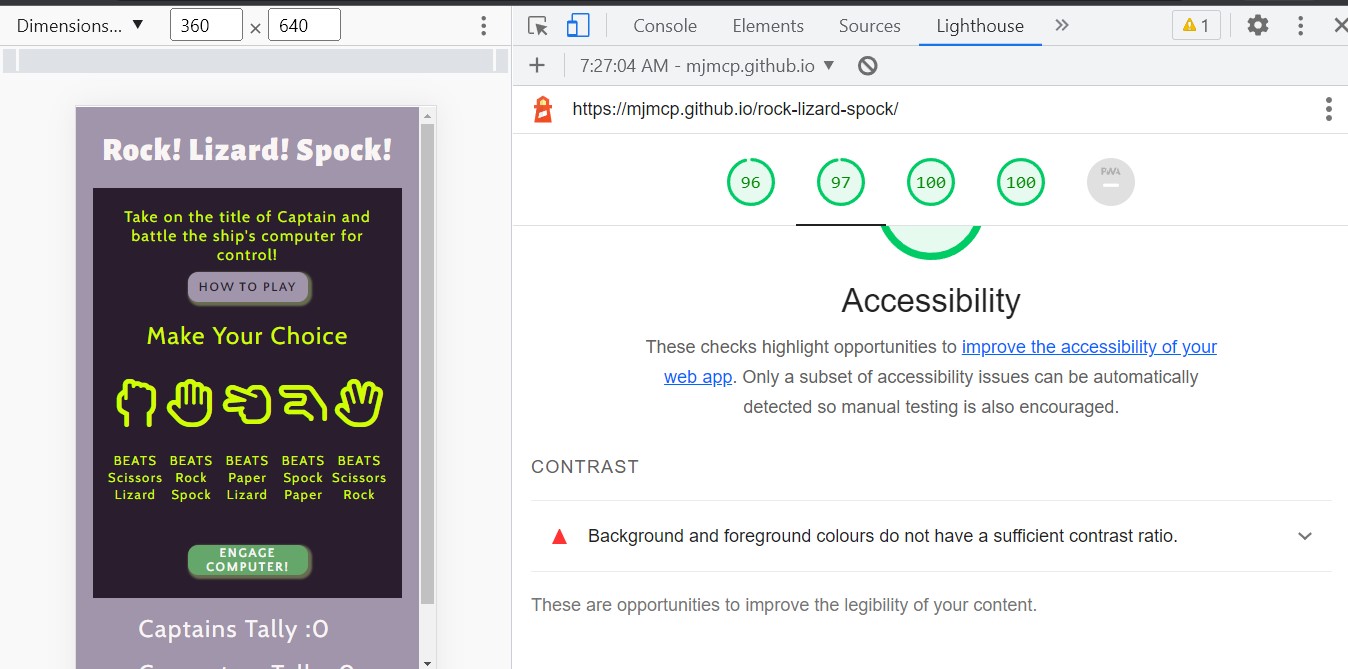 Dimensions... ▼ 360 × 640
Console Elements Sources Lighthouse » 1
7:27:04 AM - mjmcp.github.io ▼
https://mjmcp.github.io/rock-lizard-spock/
96 97 100 100 PWA
Rock! Lizard! Spock!
Take on the title of Captain and
battle the ship's computer for
control!
HOW TO PLAY
Make Your Choice
BEATS BEATS BEATS BEATS BEATS
Scissors Rock Paper Spock Scissors
Lizard Spock Lizard Paper Rock
ENGAGE
COMPUTER!
Captains Tally :0
Accessibility
These checks highlight opportunities to improve the accessibility of your
web app. Only a subset of accessibility issues can be automatically
detected so manual testing is also encouraged.
CONTRAST
Background and foreground colours do not have a sufficient contrast ratio.
These are opportunities to improve the legibility of your content.